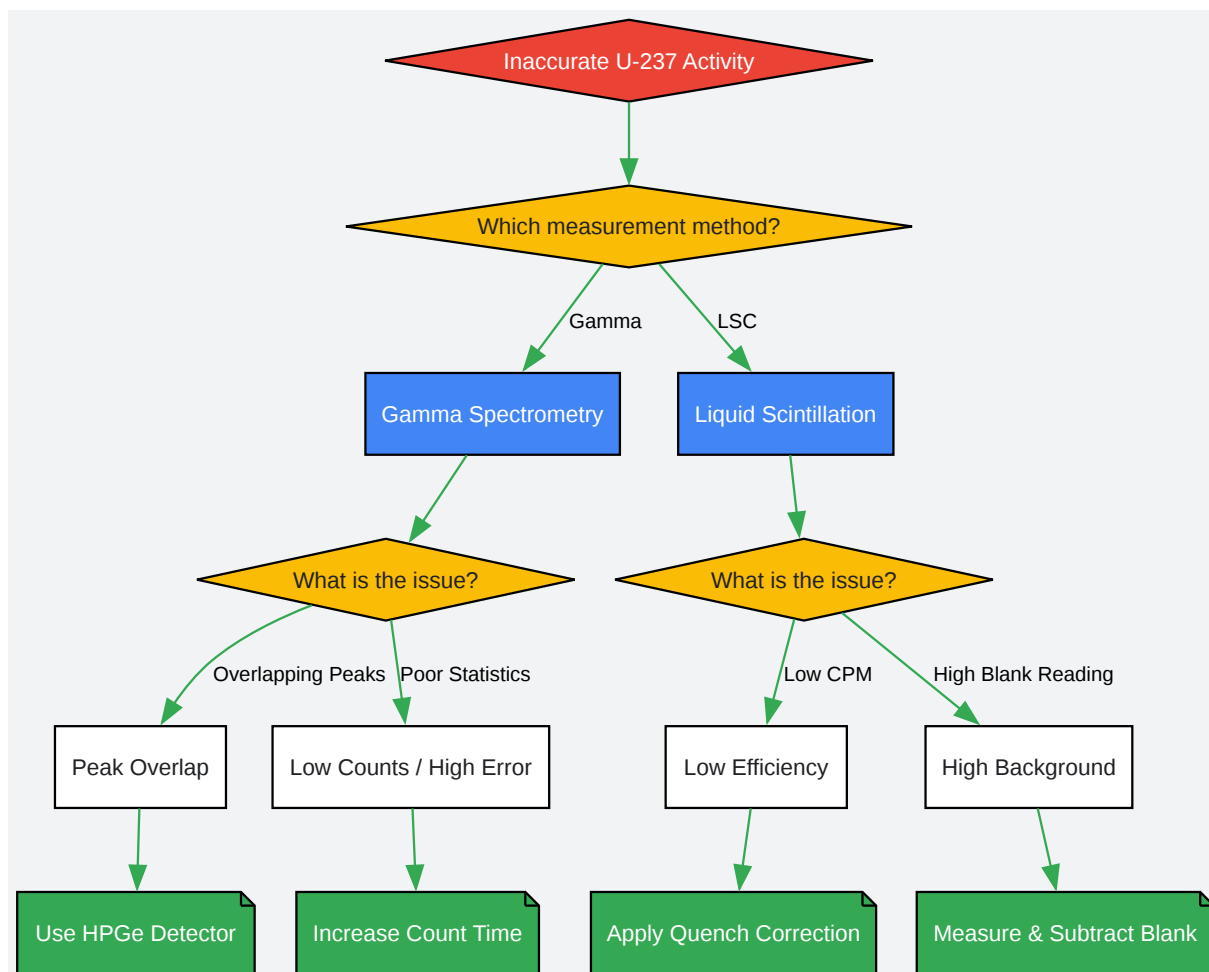 Inaccurate U-237 Activity
Which measurement method?
Gamma
LSC
Gamma Spectrometry
Liquid Scintillation
What is the issue?
What is the issue?
Overlapping Peaks
Poor Statistics
Low CPM
High Blank Reading
Peak Overlap
Low Counts / High Error
Low Efficiency
High Background
Use HPGe Detector
Increase Count Time
Apply Quench Correction
Measure & Subtract Blank